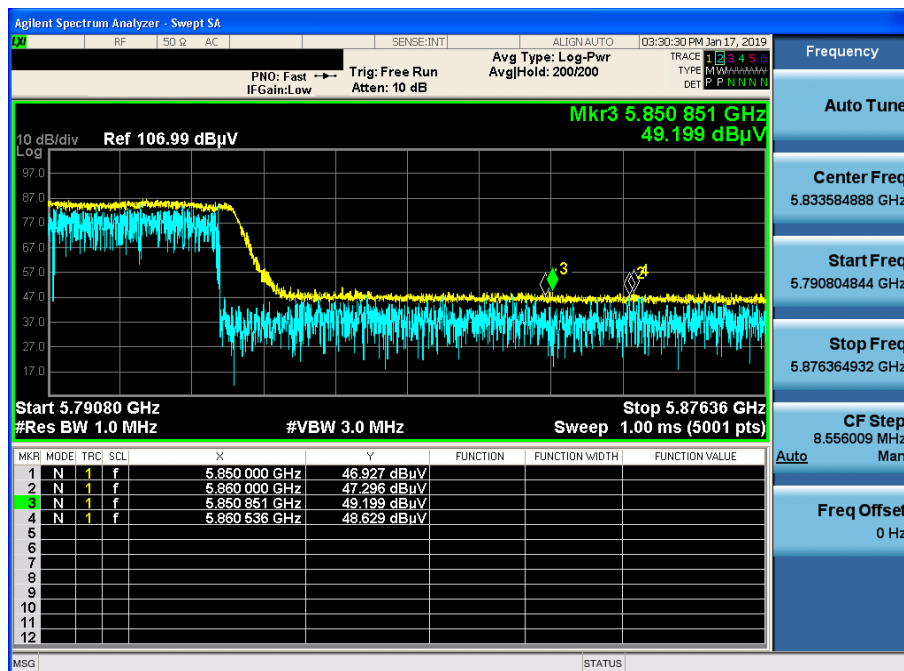 Agilent Spectrum Analyzer - Swept SA
LXI RF 50 Ω AC SENSE:INT ALIGN AUTO 03:30:30 PM Jan 17, 2019
PNO: Fast Trig: Free Run Avg Type: Log-Pwr TRACE 1 2 3 4 5 6
IFGain:Low Atten: 10 dB Avg|Hold: 200/200 TYPE M W W W W W
DET P P N N N N
Mkr3 5.850 851 GHz
49.199 dBµV
10 dB/div Ref 106.99 dBµV
Log
97.0
87.0
77.0
67.0
57.0
47.0
37.0
27.0
17.0
3
2 4
Start 5.79080 GHz Stop 5.87636 GHz
#Res BW 1.0 MHz #VBW 3.0 MHz Sweep 1.00 ms (5001 pts)
MKR MODE TRC SCL X Y FUNCTION FUNCTION WIDTH FUNCTION VALUE
1 N 1 f 5.850 000 GHz 46.927 dBµV
2 N 1 f 5.860 000 GHz 47.296 dBµV
3 N 1 f 5.850 851 GHz 49.199 dBµV
4 N 1 f 5.860 536 GHz 48.629 dBµV
5
6
7
8
9
10
11
12
MSG STATUS
Frequency
Auto Tune
Center Freq
5.833584888 GHz
Start Freq
5.790804844 GHz
Stop Freq
5.876364932 GHz
CF Step
8.556009 MHz
Auto Man
Freq Offset
0 Hz